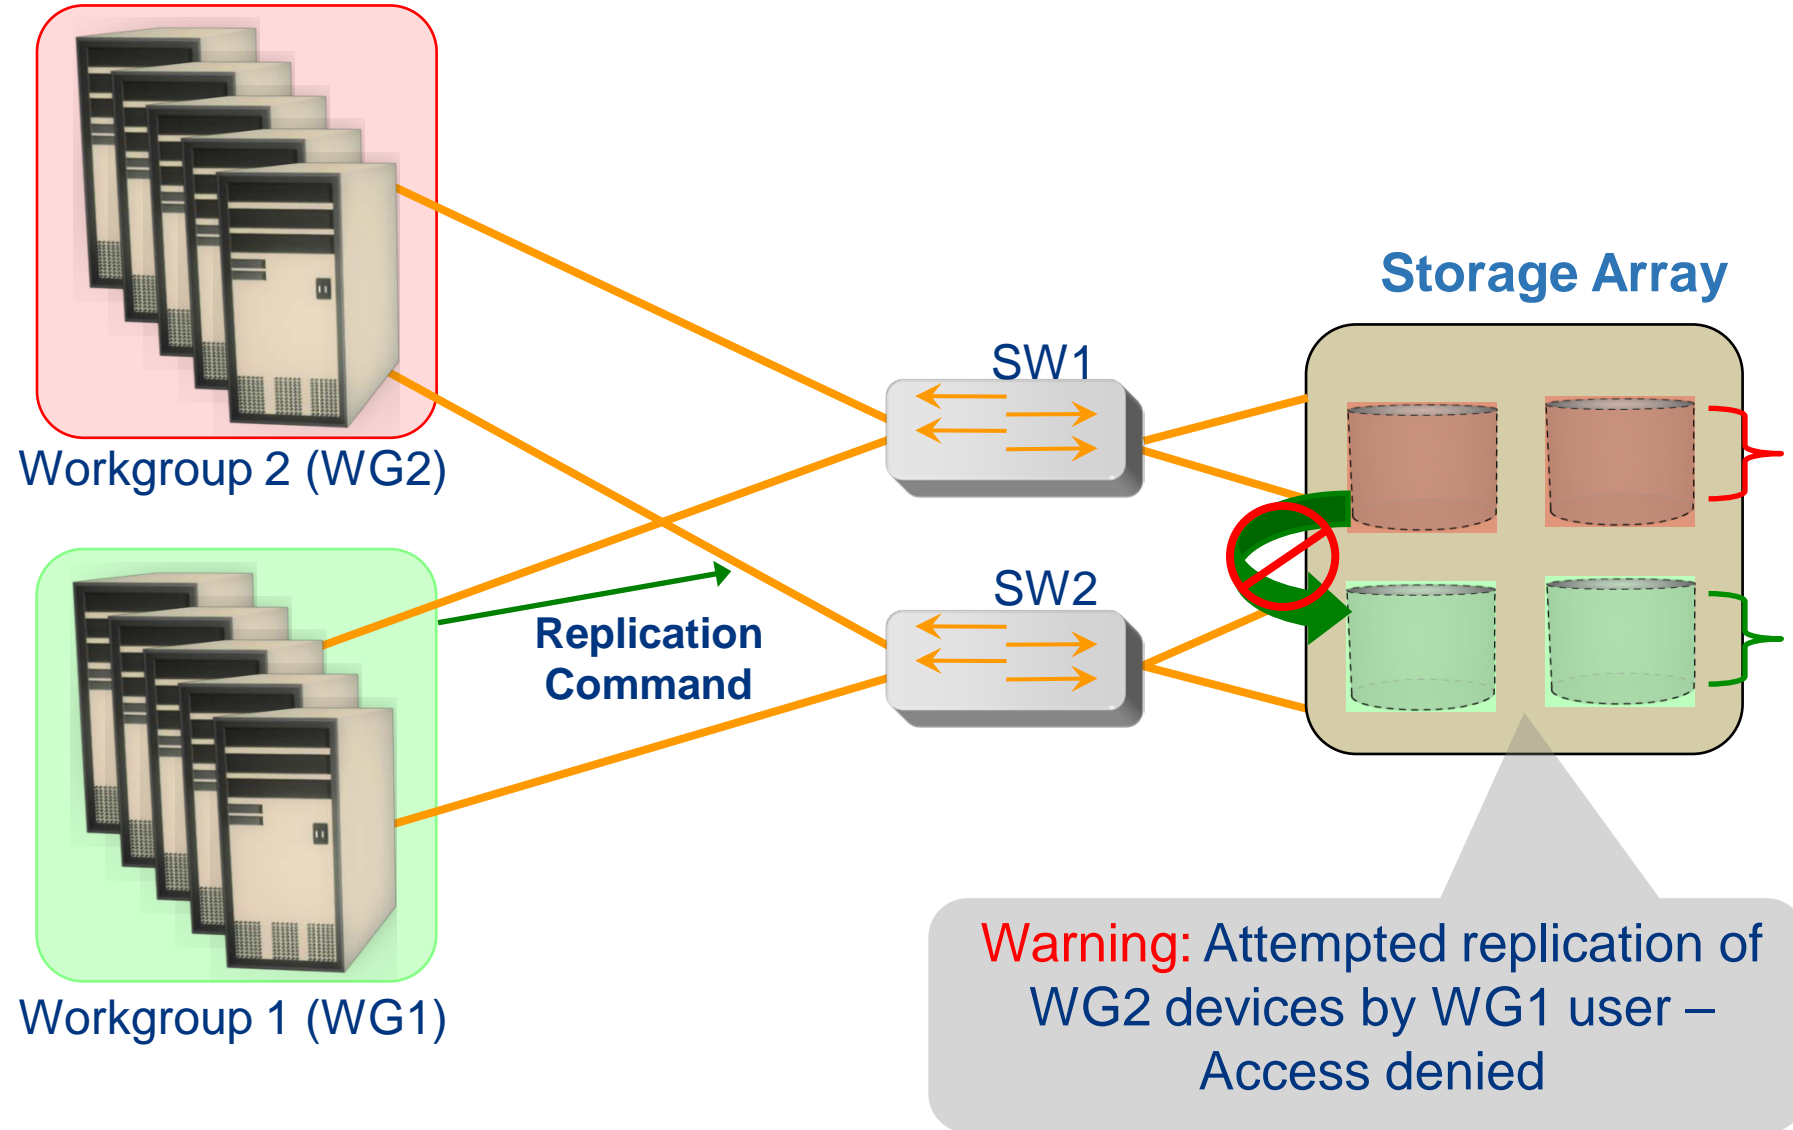 Storage Array
SW1
Workgroup 2 (WG2)
SW2
Replication
Command
Workgroup 1 (WG1)
Warning: Attempted replication of
WG2 devices by WG1 user –
Access denied